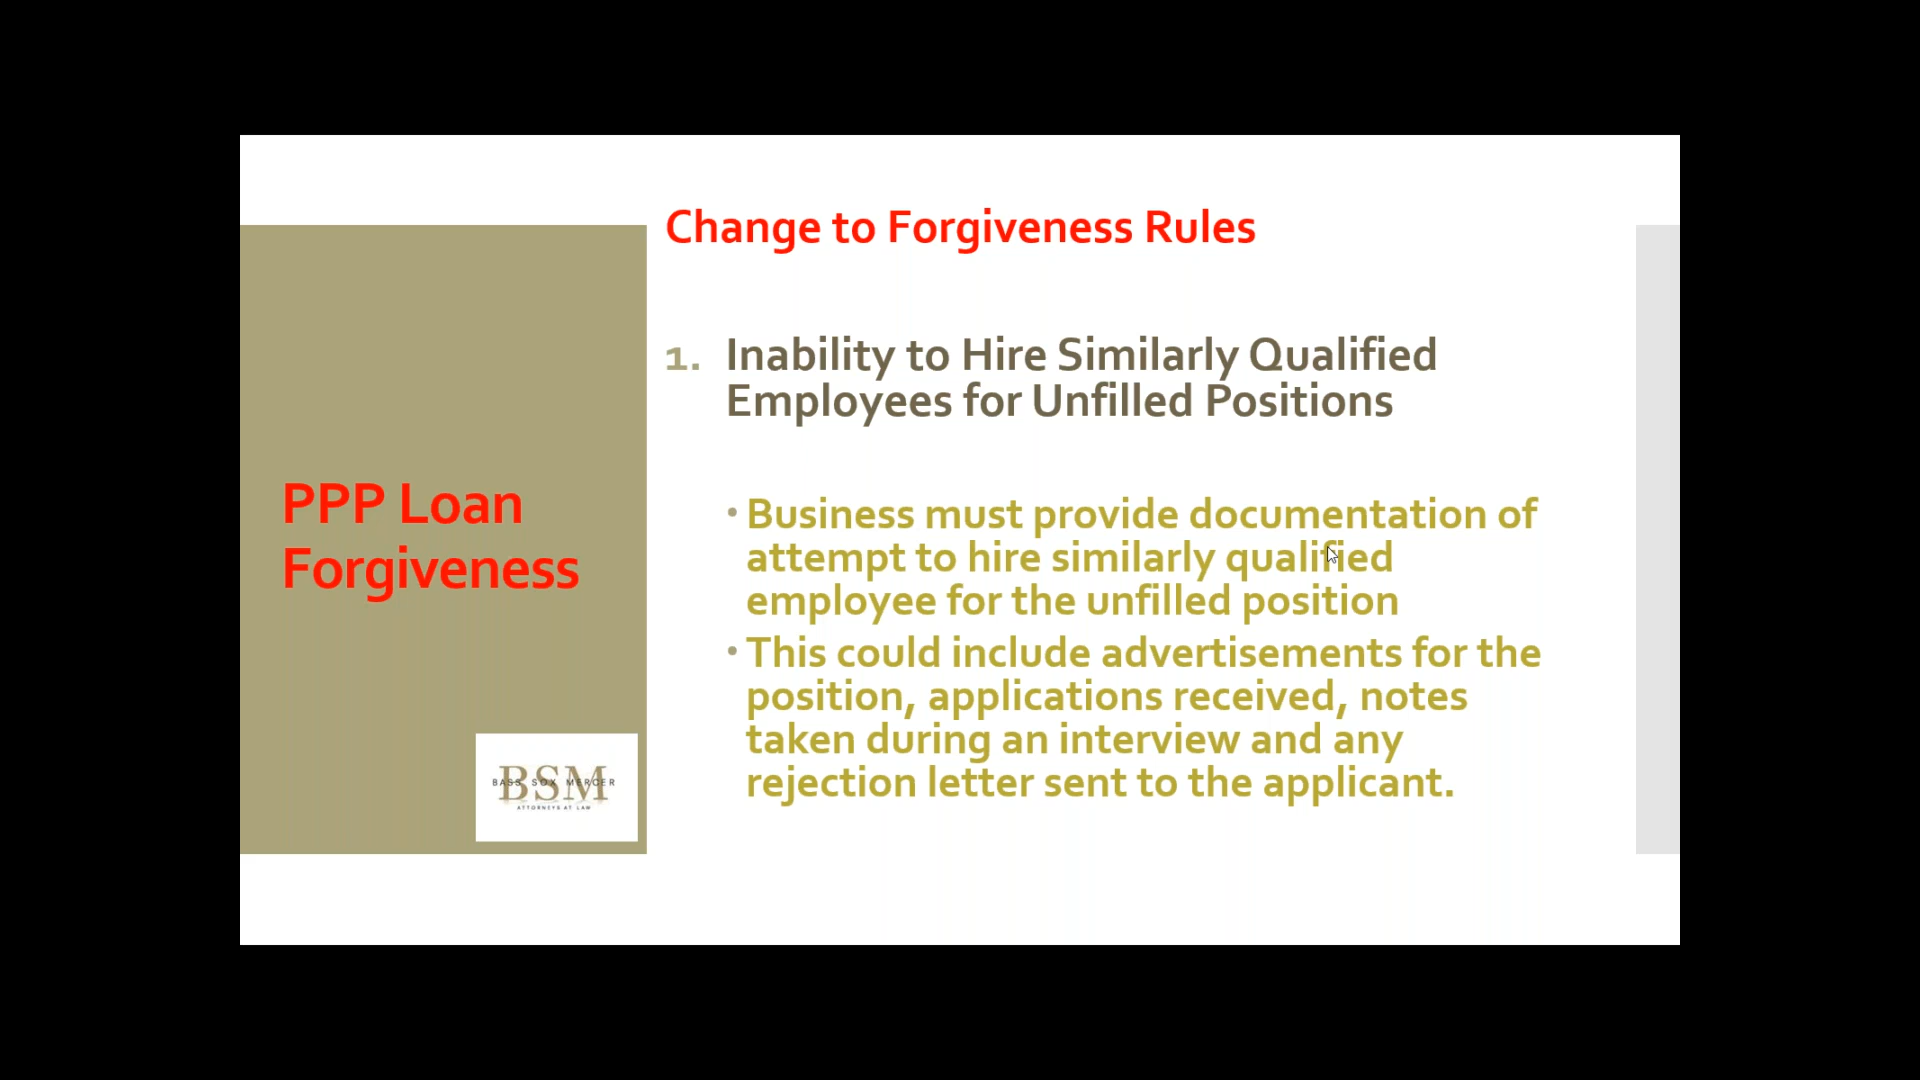 Change to Forgiveness Rules
1. Inability to Hire Similarly Qualified
Employees for Unfilled Positions
PPP Loan
Forgiveness
• Business must provide documentation of
attempt to hire similarly qualified
employee for the unfilled position
• This could include advertisements for the
position, applications received, notes
taken during an interview and any
rejection letter sent to the applicant.
BSM
BASS SOX MERCER
ATTORNEYS AT LAW